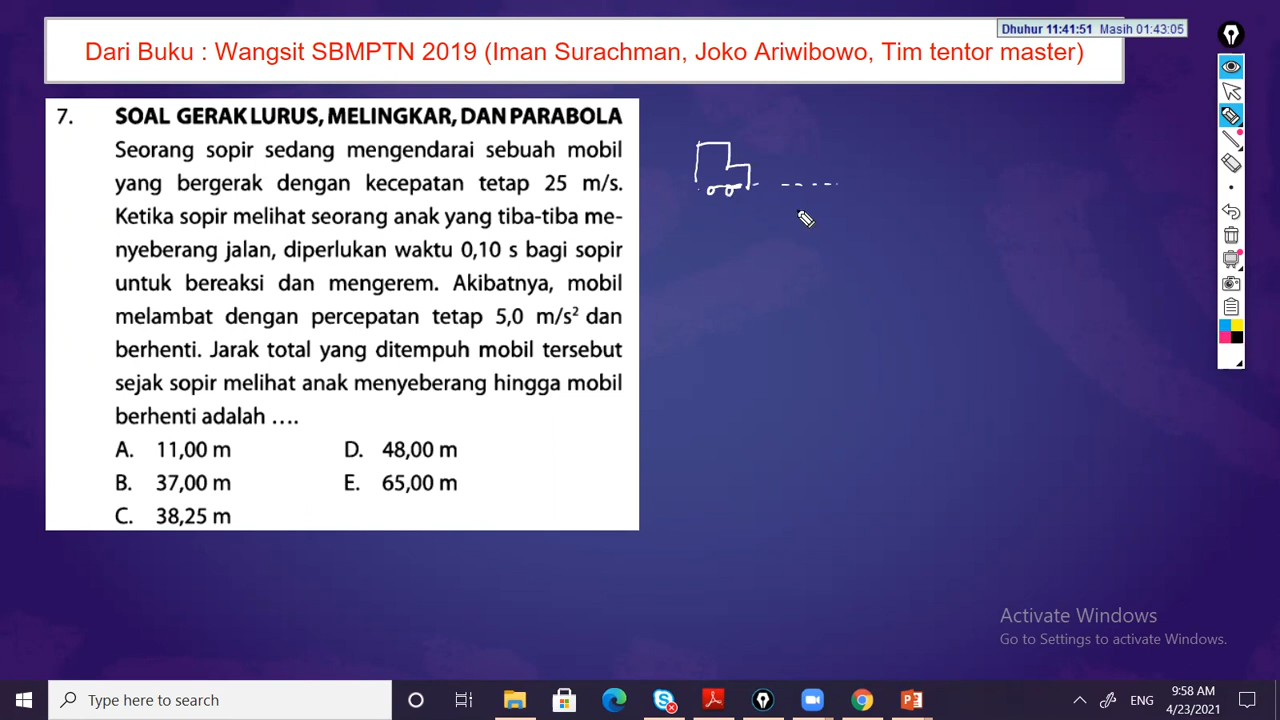 Dhuhur 11:41:51 Masih 01:43:05
Dari Buku : Wangsit SBMPTN 2019 (Iman Surachman, Joko Ariwibowo, Tim tentor master)
7. SOAL GERAK LURUS, MELINGKAR, DAN PARABOLA
Seorang sopir sedang mengendarai sebuah mobil
yang bergerak dengan kecepatan tetap 25 m/s.
Ketika sopir melihat seorang anak yang tiba-tiba me-
nyeberang jalan, diperlukan waktu 0,10 s bagi sopir
untuk bereaksi dan mengerem. Akibatnya, mobil
melambat dengan percepatan tetap 5,0 m/s² dan
berhenti. Jarak total yang ditempuh mobil tersebut
sejak sopir melihat anak menyeberang hingga mobil
berhenti adalah ....
A. 11,00 m D. 48,00 m
B. 37,00 m E. 65,00 m
C. 38,25 m
Activate Windows
Go to Settings to activate Windows.
Type here to search
ENG
9:58 AM
4/23/2021